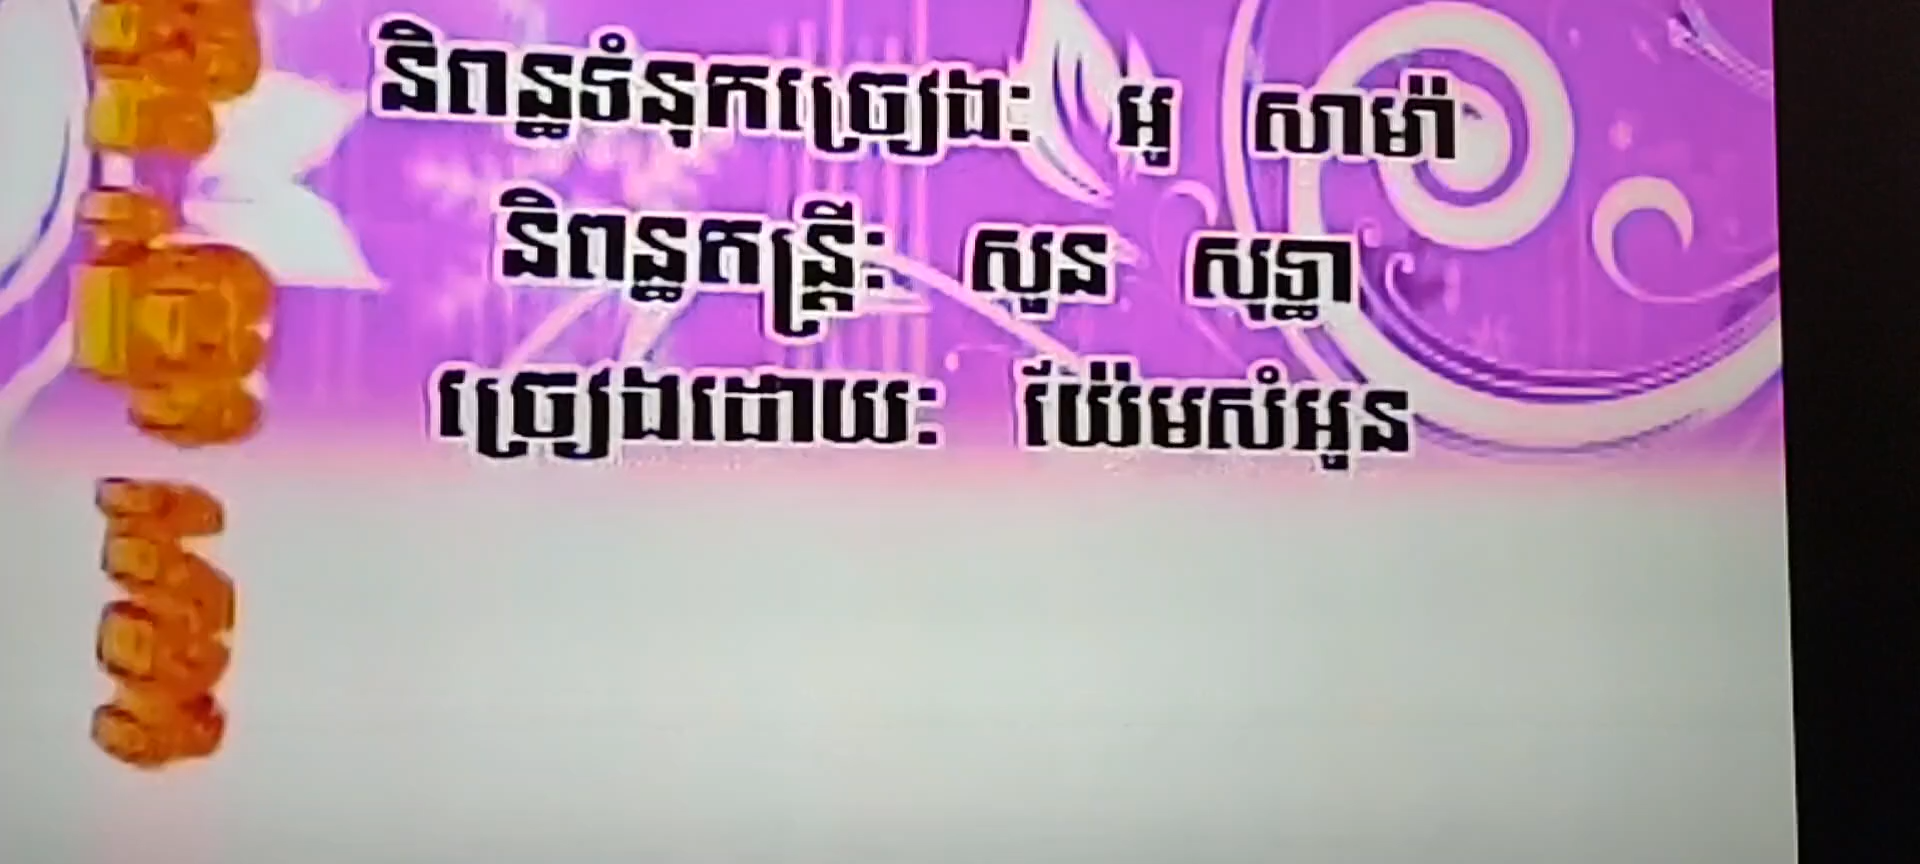 និពន្ធទំនុកច្រៀងៈ អូ សាម៉ា
និពន្ធតន្ត្រីៈ សួន សុទ្ធា
ច្រៀងដោយៈ យ៉ែមសំអូន